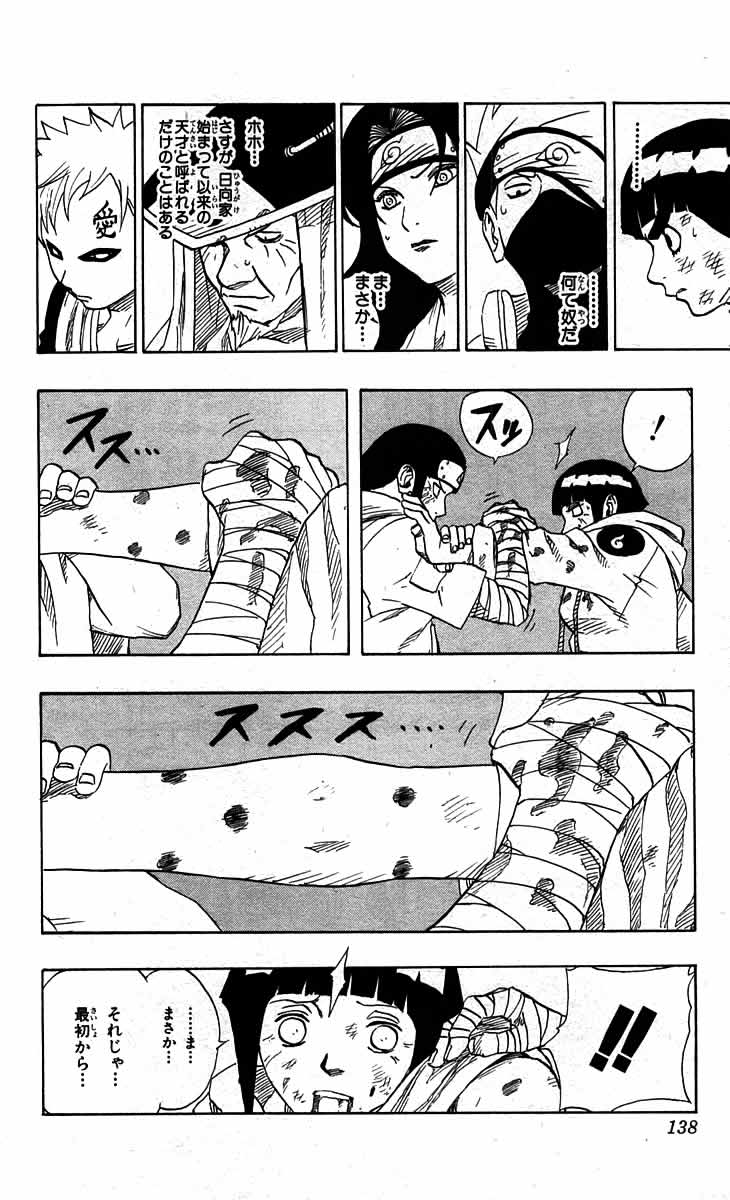 ………
………
何て奴だ
ま…
まさか…
ホホ…
さすが日向家
始まって以来の
天才と呼ばれる
だけのことはある
愛
！
スッ
ススス…
ススス……
!!
……ま…
まさか…
それじゃ…
最初から…
138